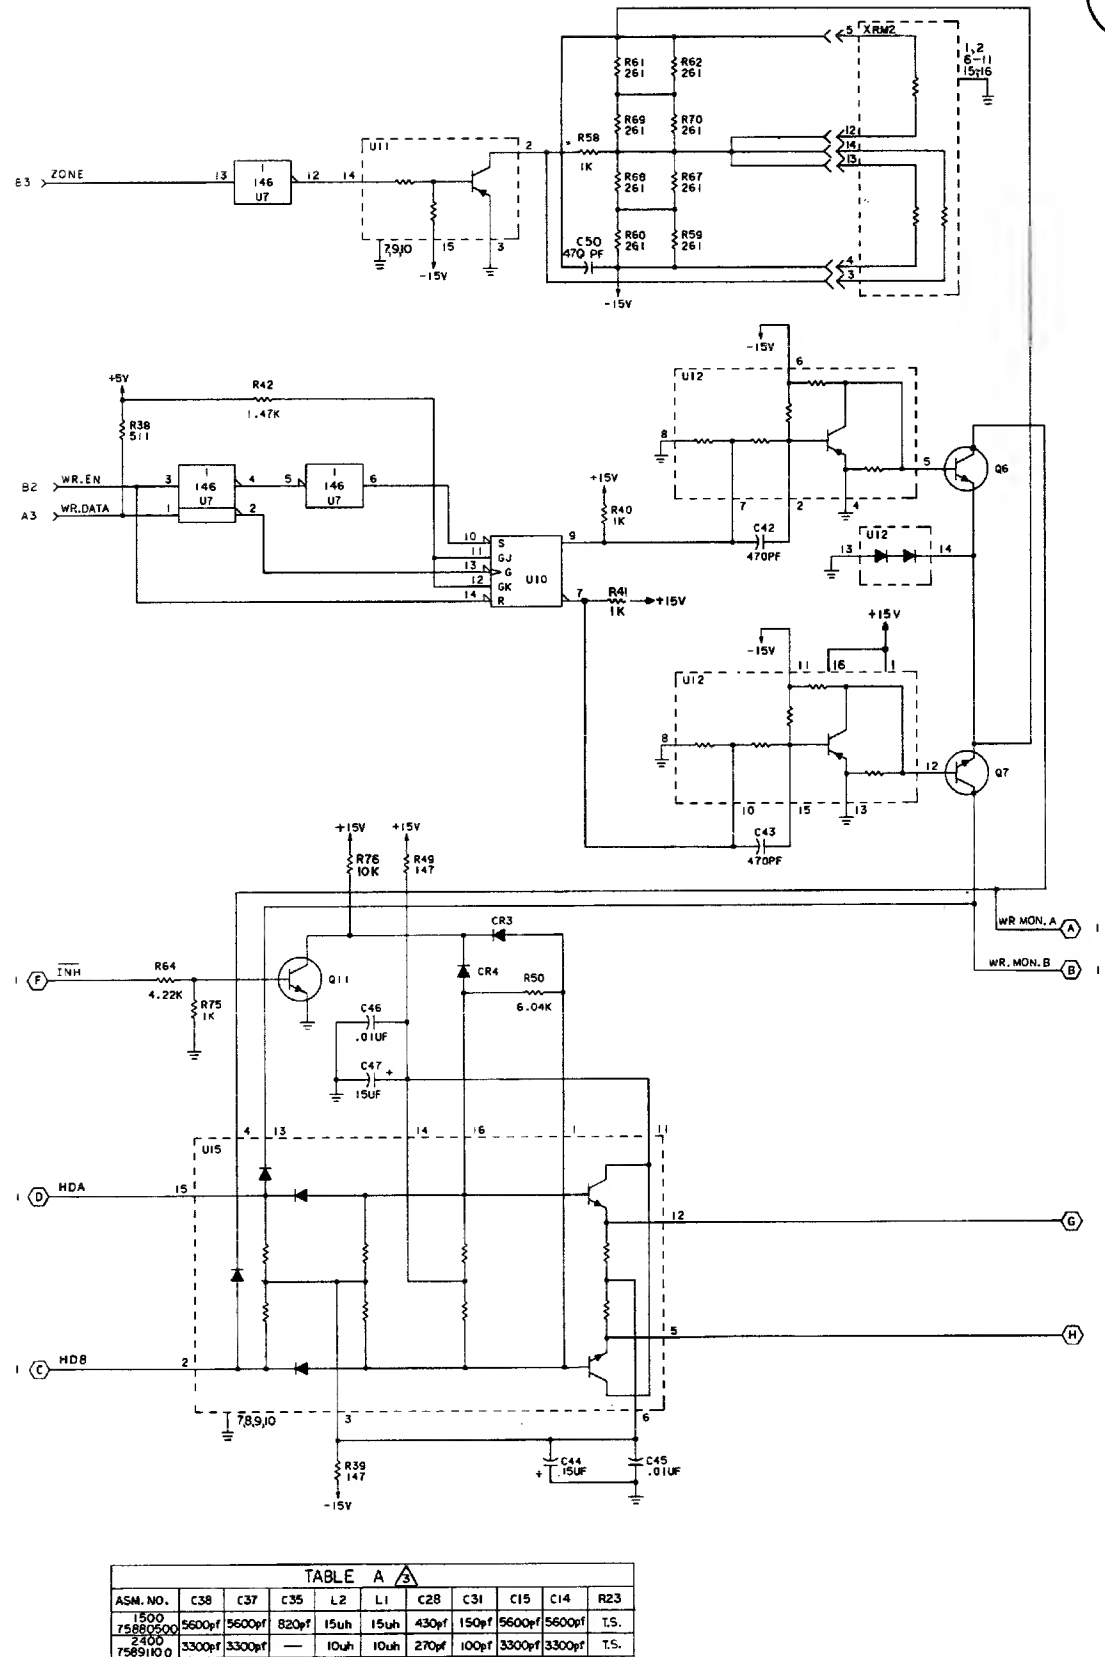 5 XRM2
1,2
6-11
15,16
R61
261
R62
261
R69
261
R70
261
12
14
13
U11
2
* R58
1K
B3 ZONE 13
1
146
U7
12 14
R68
261
R67
261
7,9,10 15 3
-15V
C50
470 PF
R60
261
R59
261
4
3
-15V
-15V
6
U12
+5V
R42
1.47K
R38
511
8
5 Q6
B2 WR.EN 3
1
146
U7
4 5
1
146
U7
6
A3 WR.DATA 1 2
+15V
R40
1K
7 2 4
C42
470PF
U12
13 14
10 S
11 GJ
13 G
12 GK
14 R
U10
9
7 R41
1K
+15V
+15V
-15V
11 16 1
U12
8
12 Q7
10 15 13
C43
470PF
+15V
R76
10K
+15V
R49
147
WR MON. A A 1
WR. MON. B B 1
1 F INH
R64
4.22K
R75
1K
Q11
CR3
CR4
R50
6.04K
C46
.01UF
C47 +
15UF
4 13 14 16 1 11
U15
1 D HDA 15
12 G
5 H
1 C HDB 2
7,8,9,10 3 6
R39
147
-15V
C44
+ .15UF
C45
.01UF
TABLE A 3
ASM. NO. C38 C37 C35 L2 L1 C28 C31 C15 C14 R23
1500
75880500 5600pf 5600pf 820pf 15uh 15uh 430pf 150pf 5600pf 5600pf T.S.
2400
75891100 3300pf 3300pf — 10uh 10uh 270pf 100pf 3300pf 3300pf T.S.